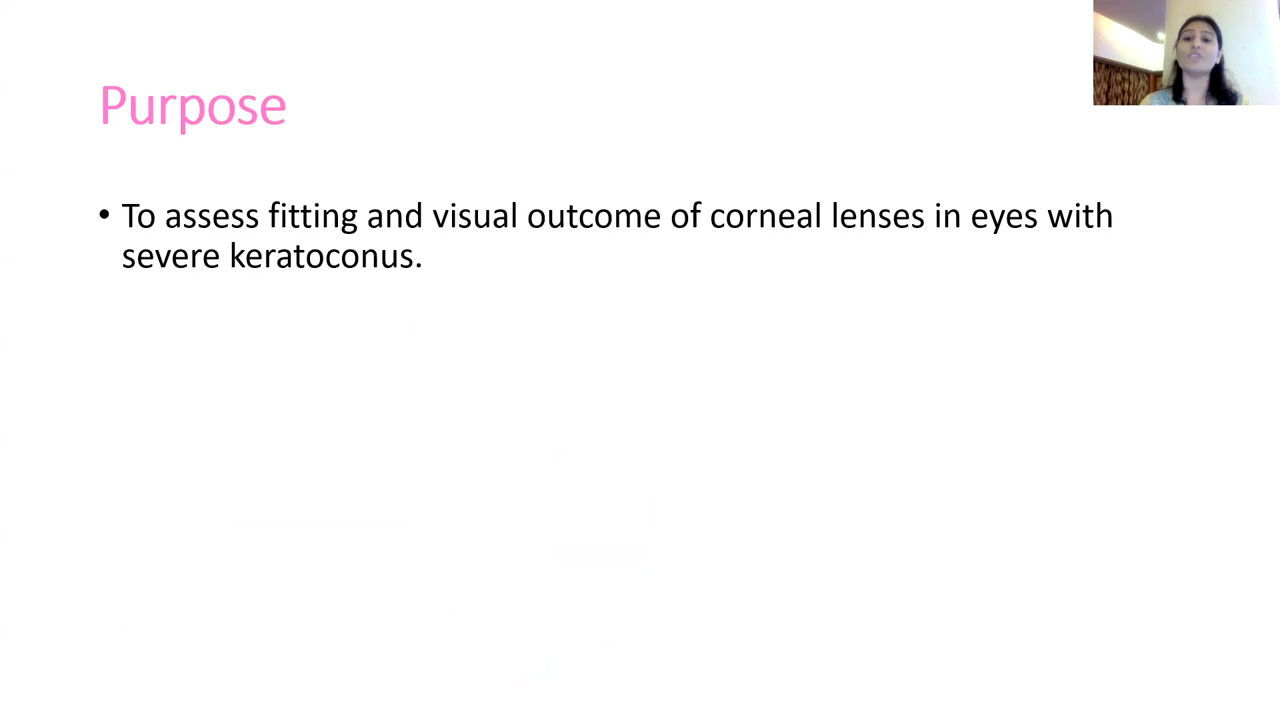 Purpose
• To assess fitting and visual outcome of corneal lenses in eyes with
severe keratoconus.